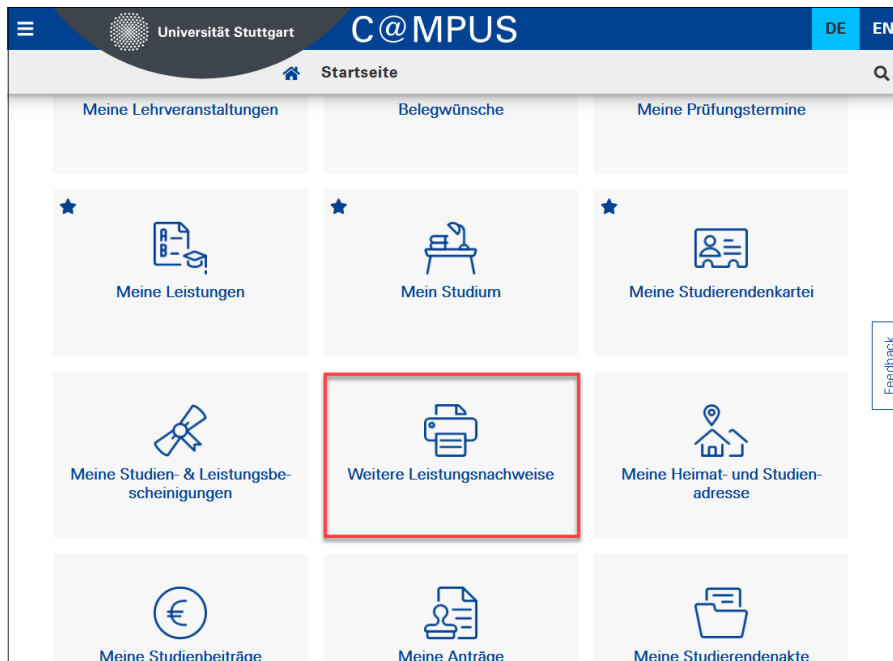 Universität Stuttgart
C@MPUS
DE
EN
Startseite
Meine Lehrveranstaltungen
Belegwünsche
Meine Prüfungstermine
A
B
Meine Leistungen
Mein Studium
Meine Studierendenkartei
Feedback
Meine Studien- & Leistungsbe-
scheinigungen
Weitere Leistungsnachweise
Meine Heimat- und Studien-
adresse
€
Meine Studienbeiträge
Meine Anträge
Meine Studierendenakte